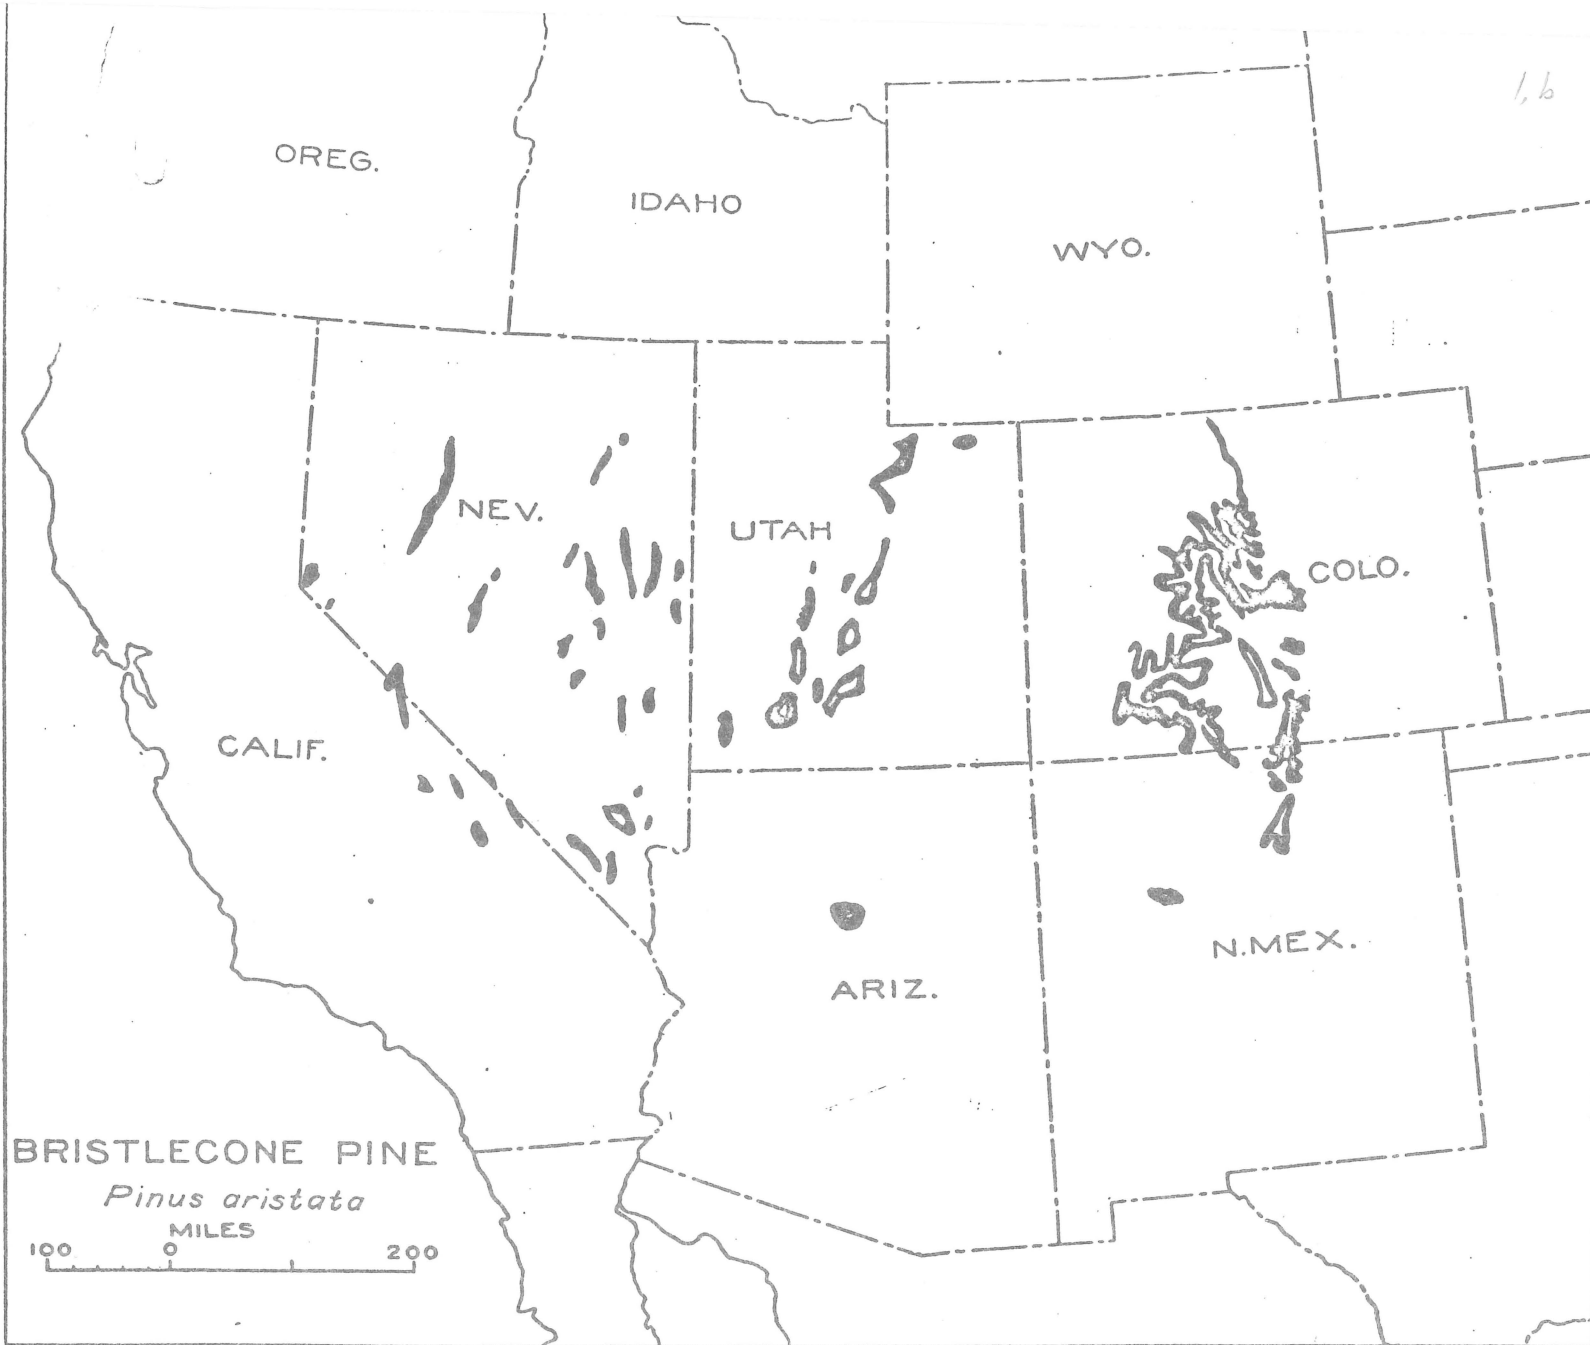 1,b
OREG.
IDAHO
WYO.
NEV.
UTAH
COLO.
CALIF.
N.MEX.
ARIZ.
BRISTLECONE PINE
Pinus aristata
MILES
100 0 200